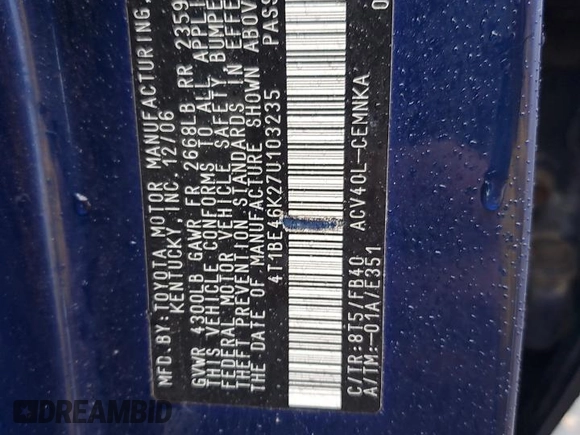 MFD. BY: TOYOTA MOTOR MANUFACTURING,
KENTUCKY, INC. 12/06
GVWR 4300LB GAWR FR 2668LB RR 2359
THIS VEHICLE CONFORMS TO ALL APPLI
FEDERAL MOTOR VEHICLE SAFETY BUMPE
THEFT PREVENTION STANDARDS IN EFFE
THE DATE OF MANUFACTURE SHOWN ABOV
4T1BE46K27U103235 PASS
ACV40L-CEMNKA
C/TR:8T5/FB40
A/TM:-01A/E351
DREAMBID